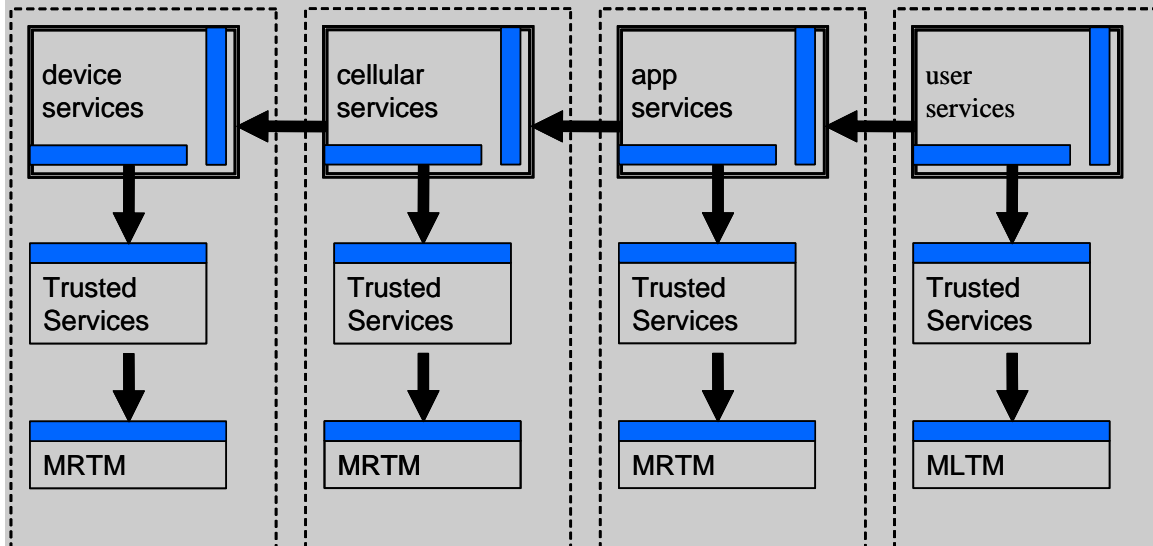 device
services
cellular
services
app
services
user
services
Trusted
Services
Trusted
Services
Trusted
Services
Trusted
Services
MRTM
MRTM
MRTM
MLTM